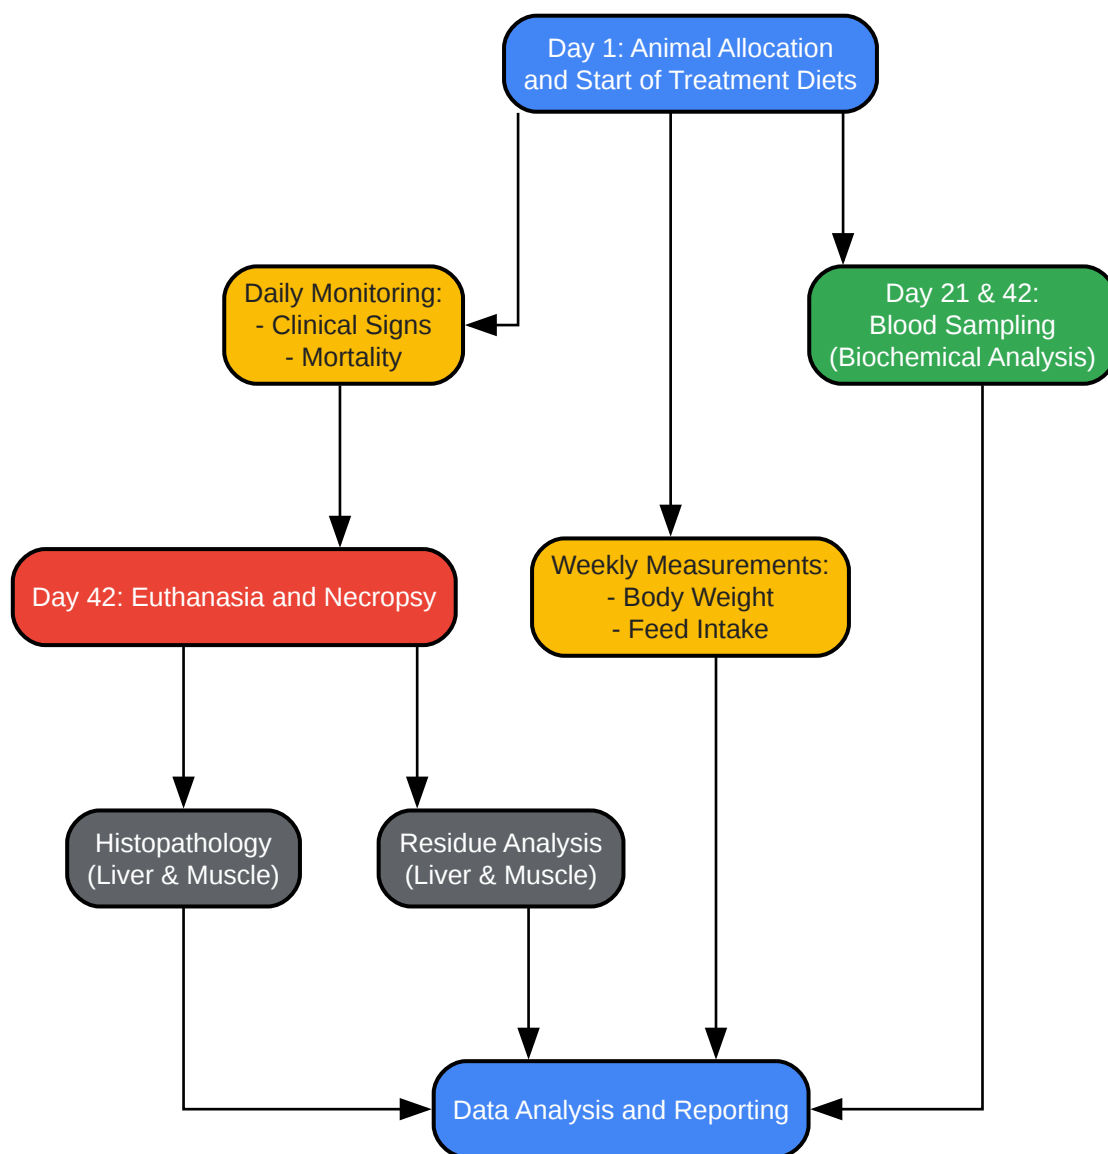 Day 1: Animal Allocation
and Start of Treatment Diets
Daily Monitoring:
- Clinical Signs
- Mortality
Day 21 & 42:
Blood Sampling
(Biochemical Analysis)
Day 42: Euthanasia and Necropsy
Weekly Measurements:
- Body Weight
- Feed Intake
Histopathology
(Liver & Muscle)
Residue Analysis
(Liver & Muscle)
Data Analysis and Reporting